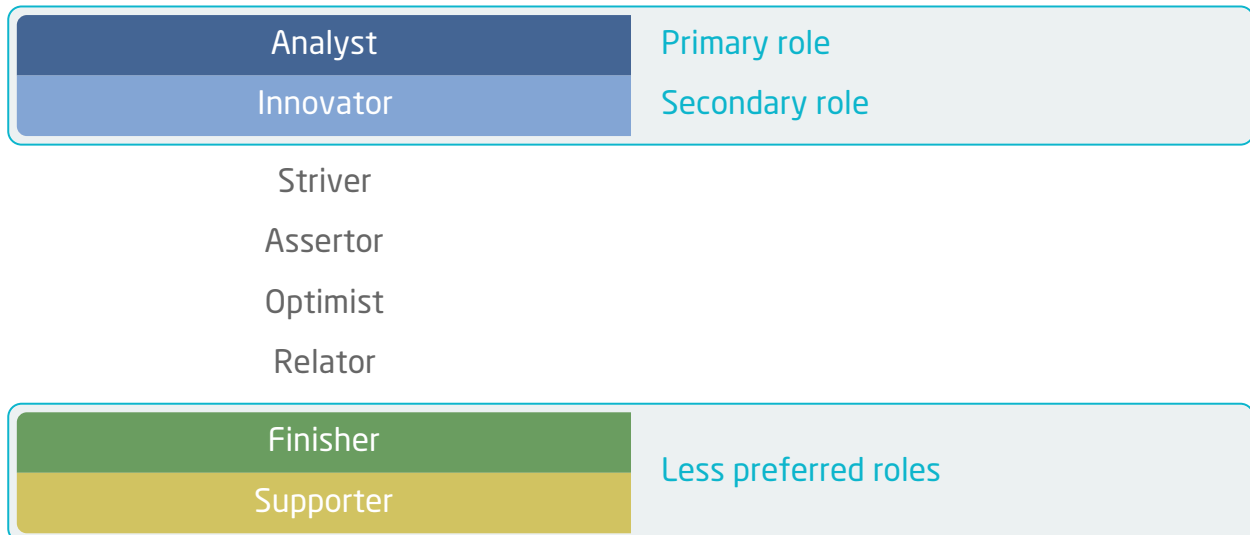 Analyst Primary role
Innovator Secondary role
Striver
Assertor
Optimist
Relator
Finisher
Less preferred roles
Supporter